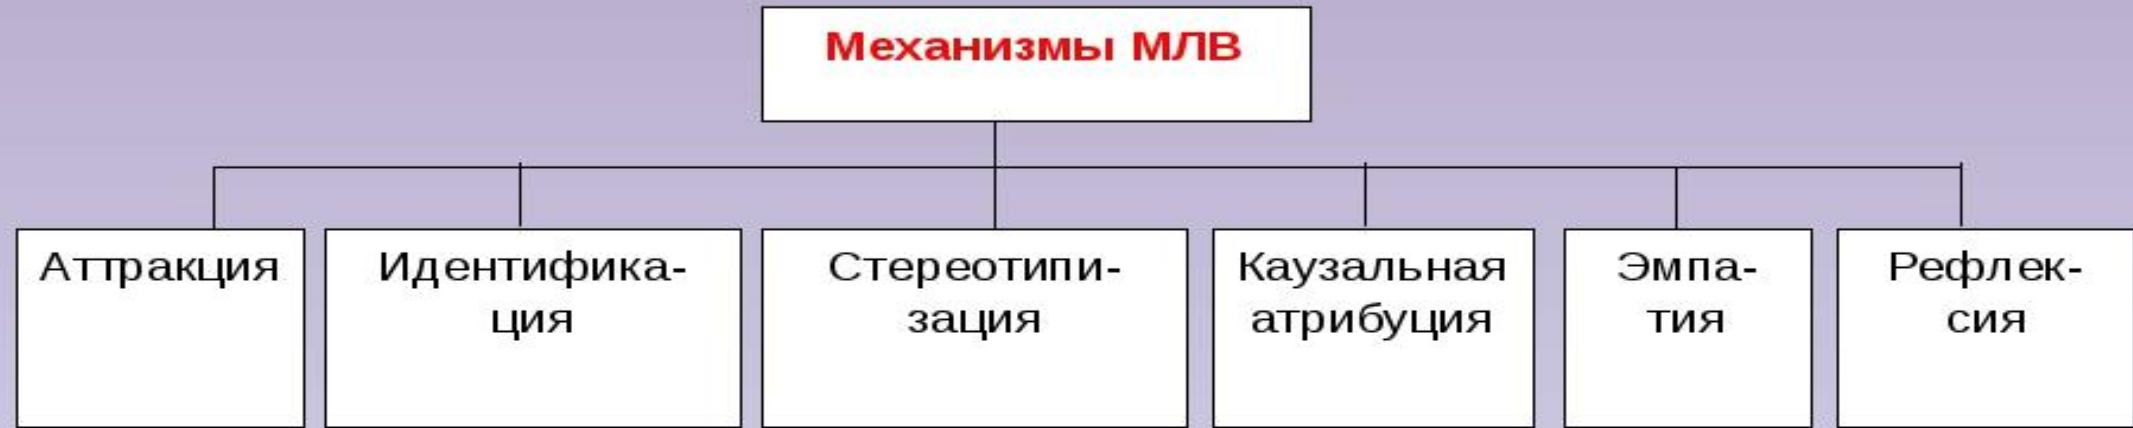 Механизмы МЛВ
Аттракция
Идентифика-
ция
Стереотипи-
зация
Каузальная
атрибуция
Эмпа-
тия
Рефлек-
сия